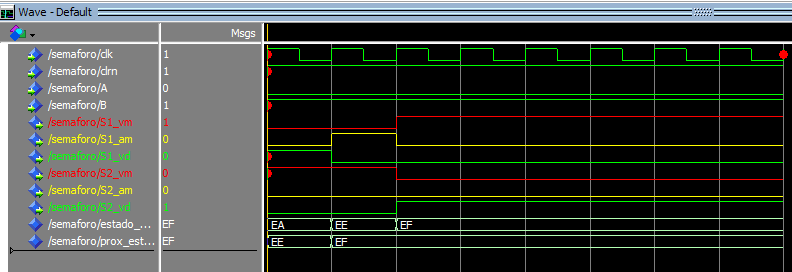 Wave - Default
Msgs
/semaforo/clk 1
/semaforo/clrn 1
/semaforo/A 0
/semaforo/B 1
/semaforo/S1_vm 1
/semaforo/S1_am 0
/semaforo/S1_vd 0
/semaforo/S2_vm 0
/semaforo/S2_am 0
/semaforo/S2_vd 1
/semaforo/estado_... EF EA EE EF
/semaforo/prox_est... EF EE EF